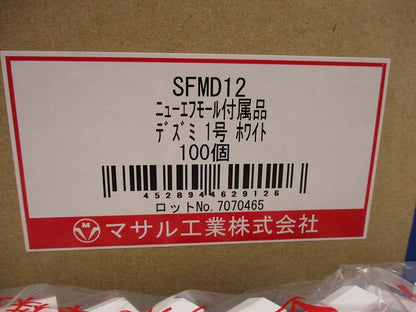 SFMD12
ﾆｭｰｴﾌﾓｰﾙ付属品
ﾃﾞｽﾞﾐ 1号 ﾎﾜｲﾄ
100個
4528944629126
ロットNo. 7070465
マサル工業株式会社